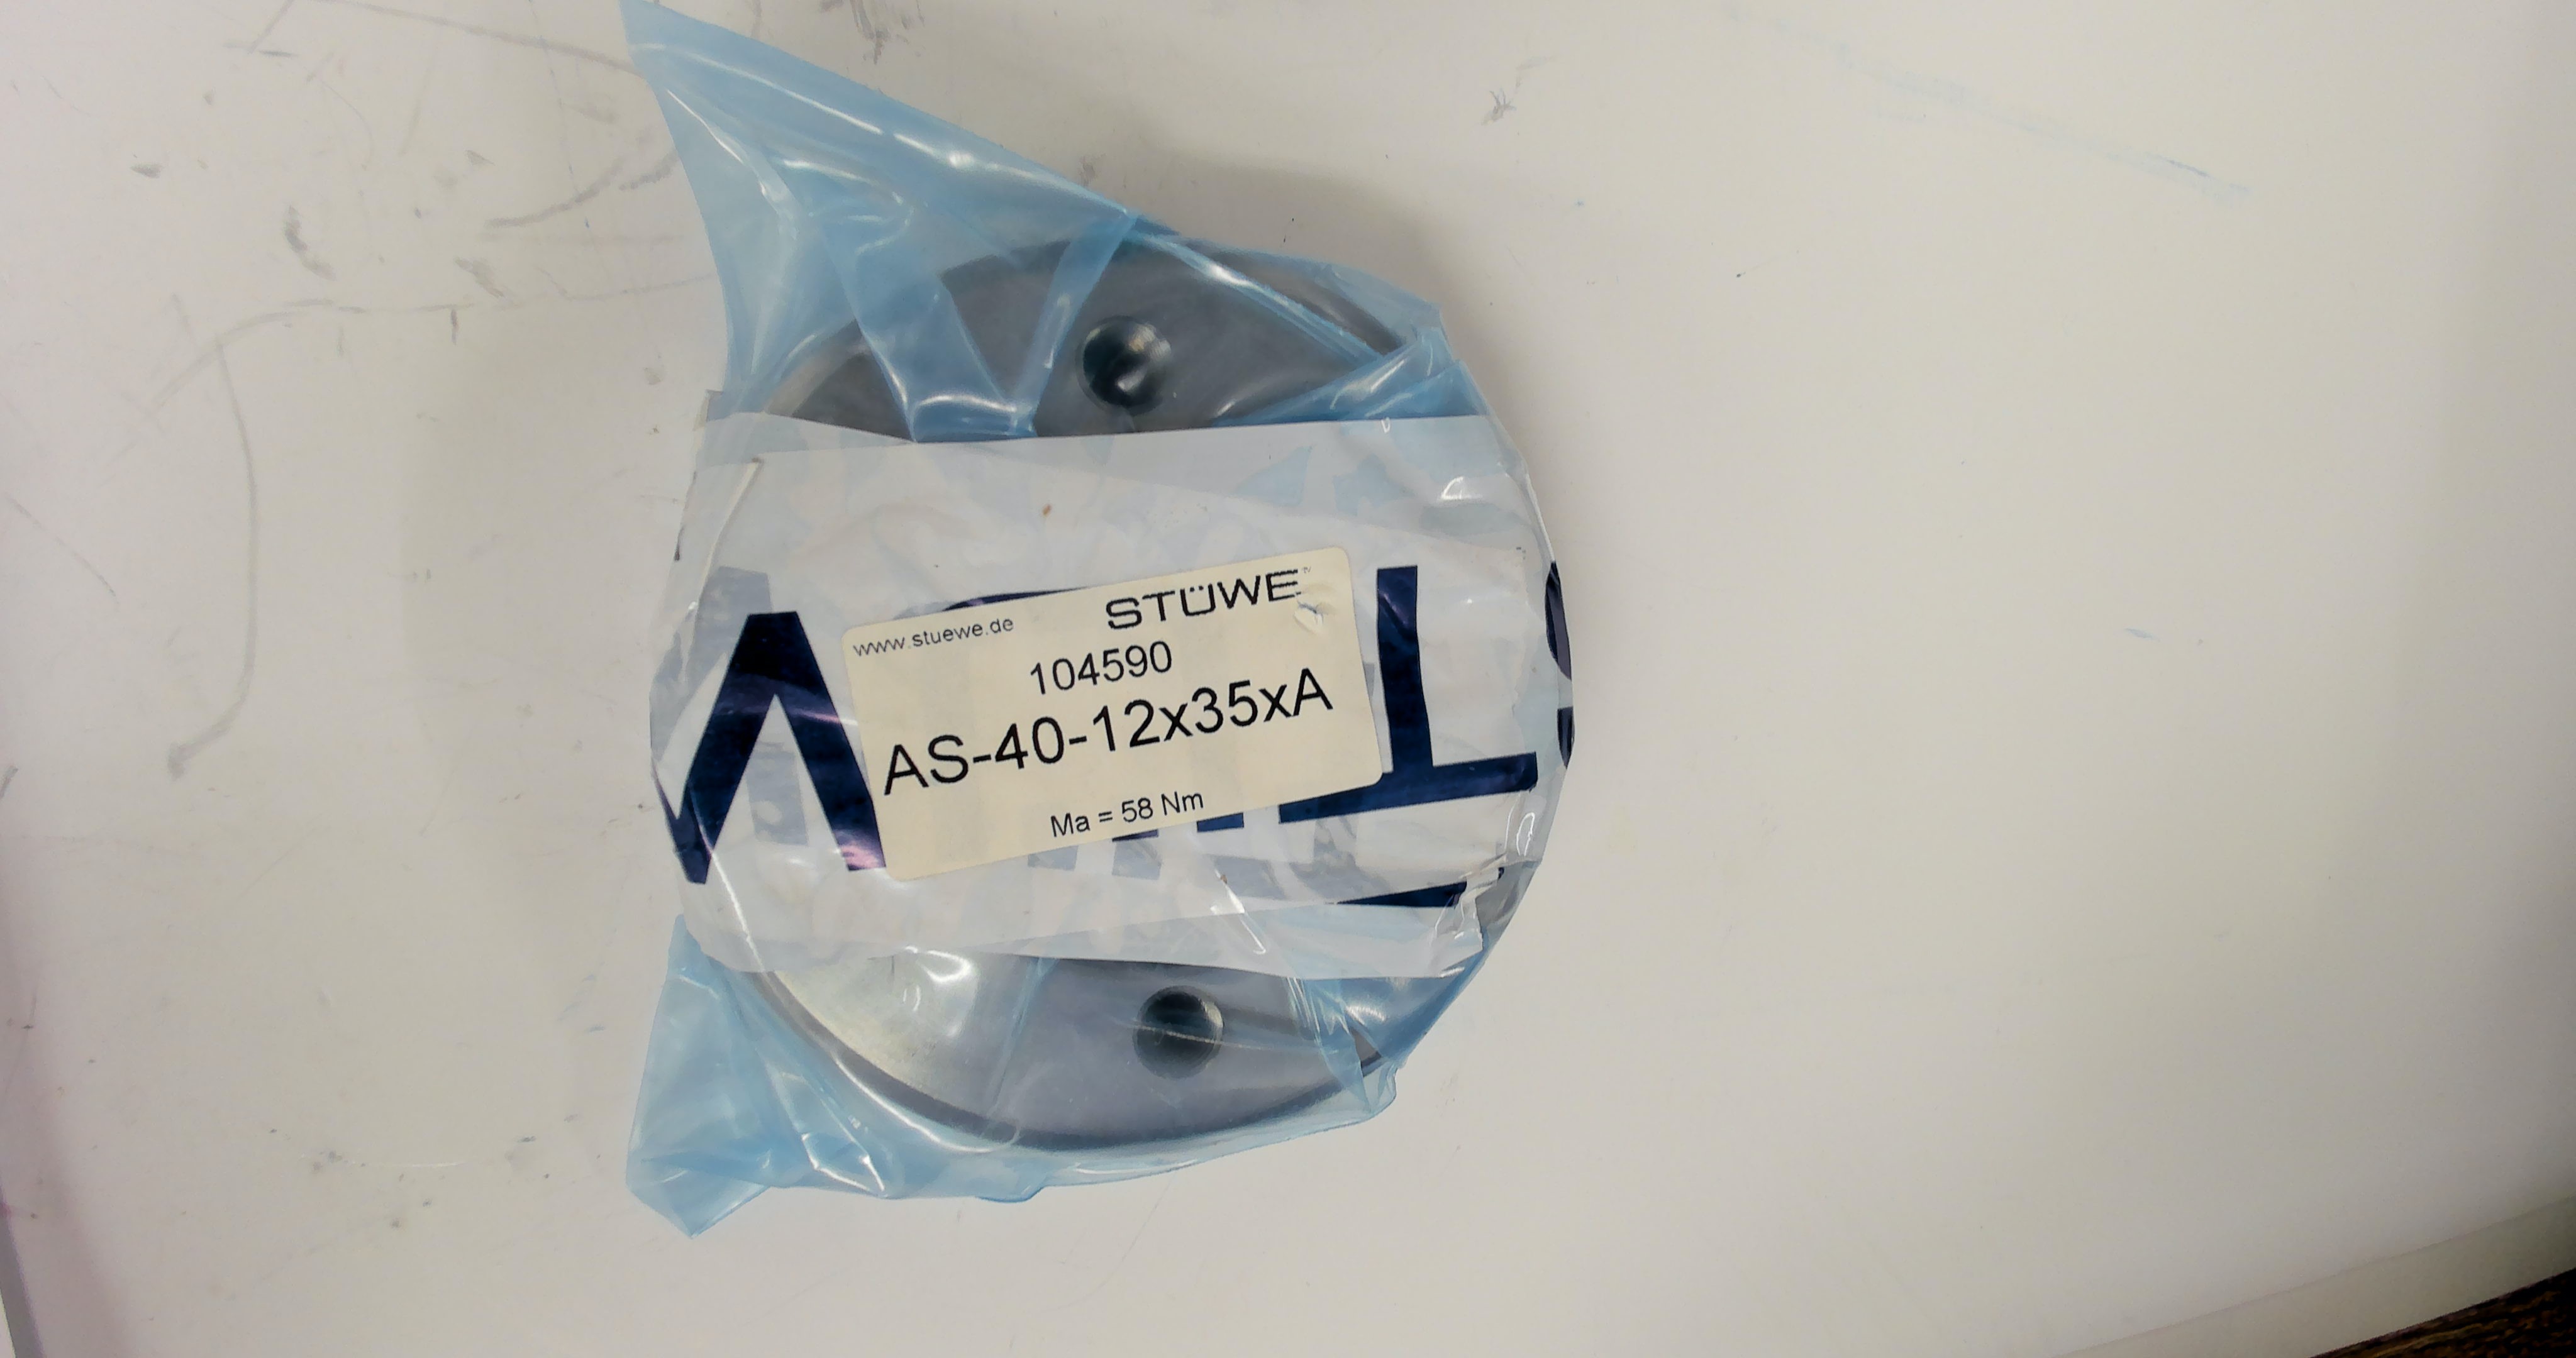 www.stuewe.de STÜWE
104590
AS-40-12x35xA
Ma = 58 Nm